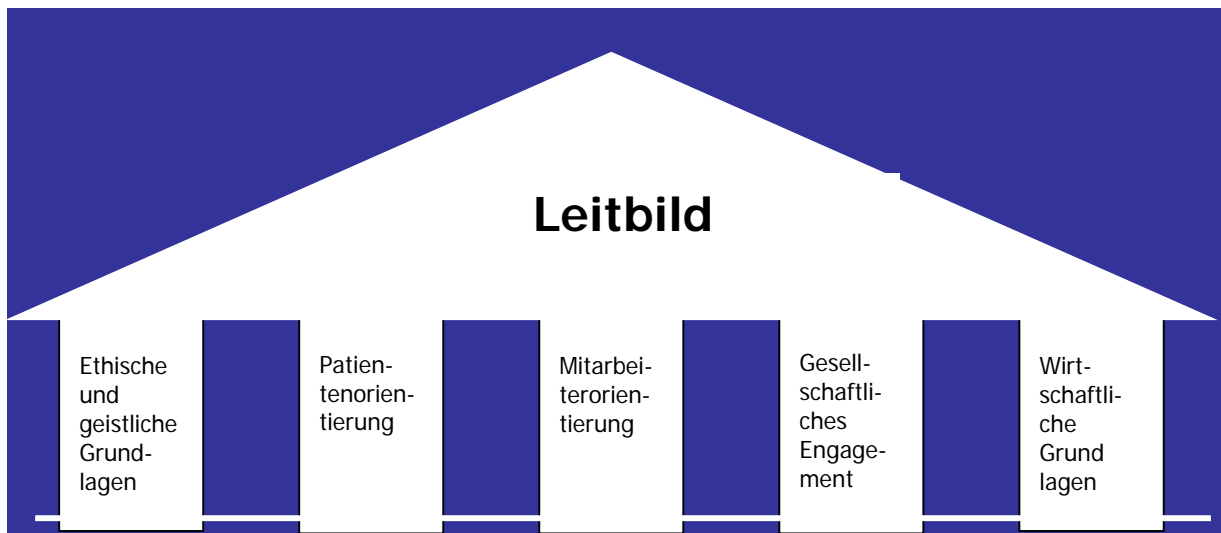 Leitbild
Ethische
und
geistliche
Grund-
lagen
Patien-
tenorien-
tierung
Mitarbei-
terorien-
tierung
Gesell-
schaftli-
ches
Engage-
ment
Wirt-
schaftli-
che
Grund
lagen